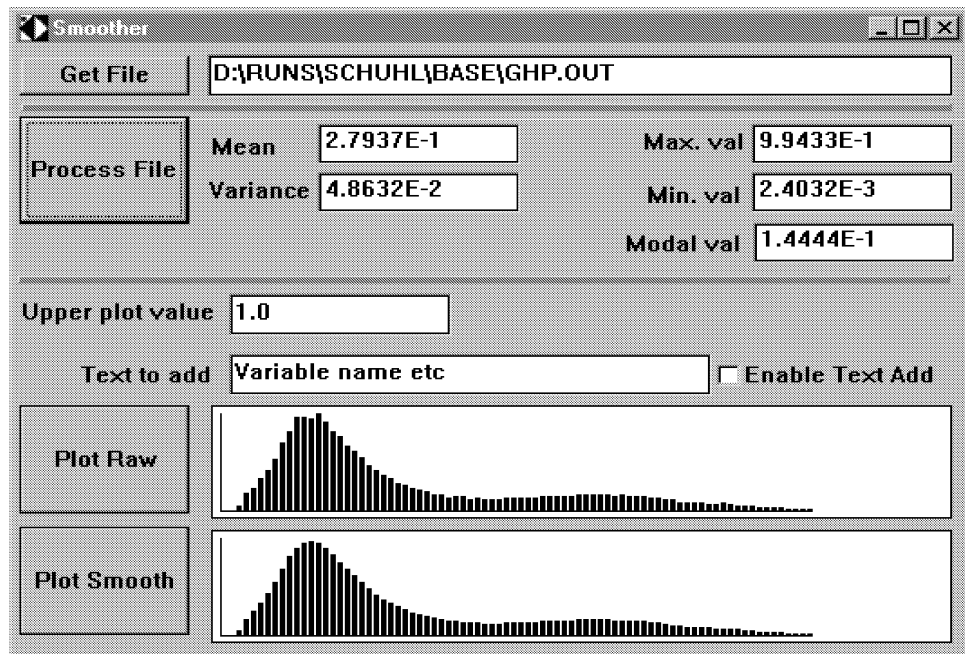 Smoother
Get File D:\RUNS\SCHUHL\BASE\GHP.OUT
Process File
Mean 2.7937E-1 Max. val 9.9433E-1
Variance 4.8632E-2 Min. val 2.4032E-3
Modal val 1.4444E-1
Upper plot value 1.0
Text to add Variable name etc Enable Text Add
Plot Raw
Plot Smooth